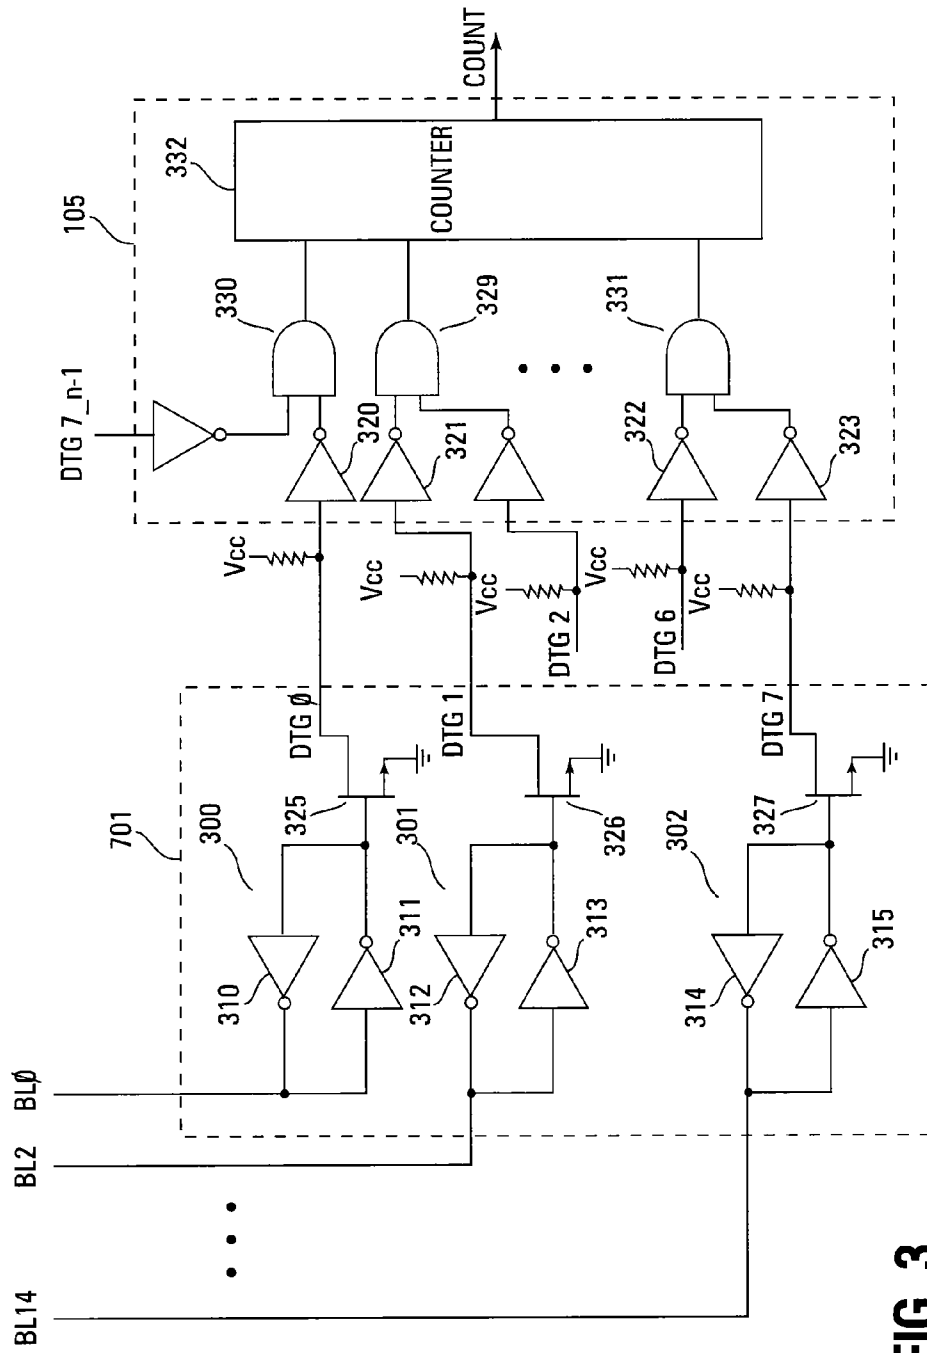 DTG 7_n-1
105
332
COUNTER
COUNT
330
329
331
320
321
322
323
Vcc
Vcc
Vcc
Vcc
Vcc
DTG 2
DTG 6
701
DTG Ø
DTG 1
DTG 7
300
325
301
326
302
327
310
311
312
313
314
315
BLØ
BL2
BL14
FIG. 3